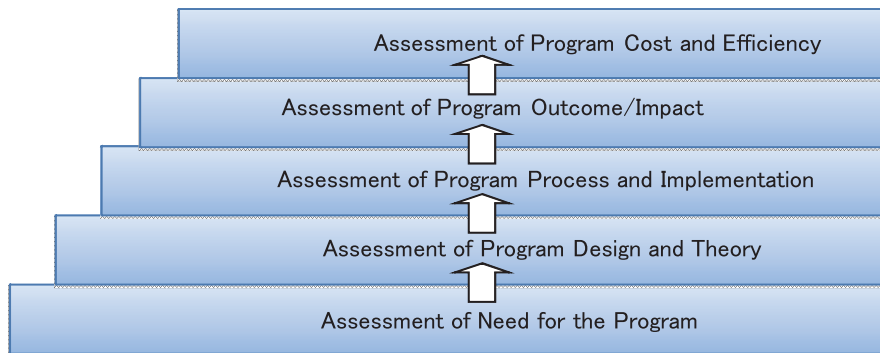 Assessment of Program Cost and Efficiency
Assessment of Program Outcome/Impact
Assessment of Program Process and Implementation
Assessment of Program Design and Theory
Assessment of Need for the Program